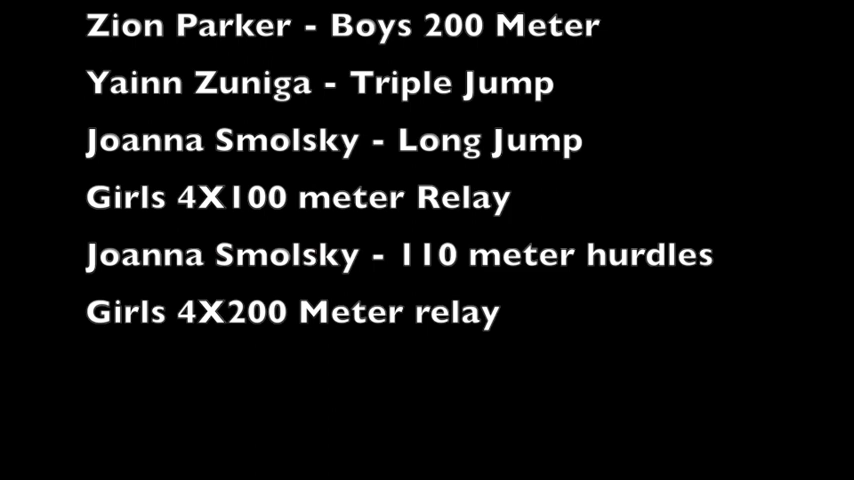 Zion Parker - Boys 200 Meter
Yainn Zuniga - Triple Jump
Joanna Smolsky - Long Jump
Girls 4X100 meter Relay
Joanna Smolsky - 110 meter hurdles
Girls 4X200 Meter relay